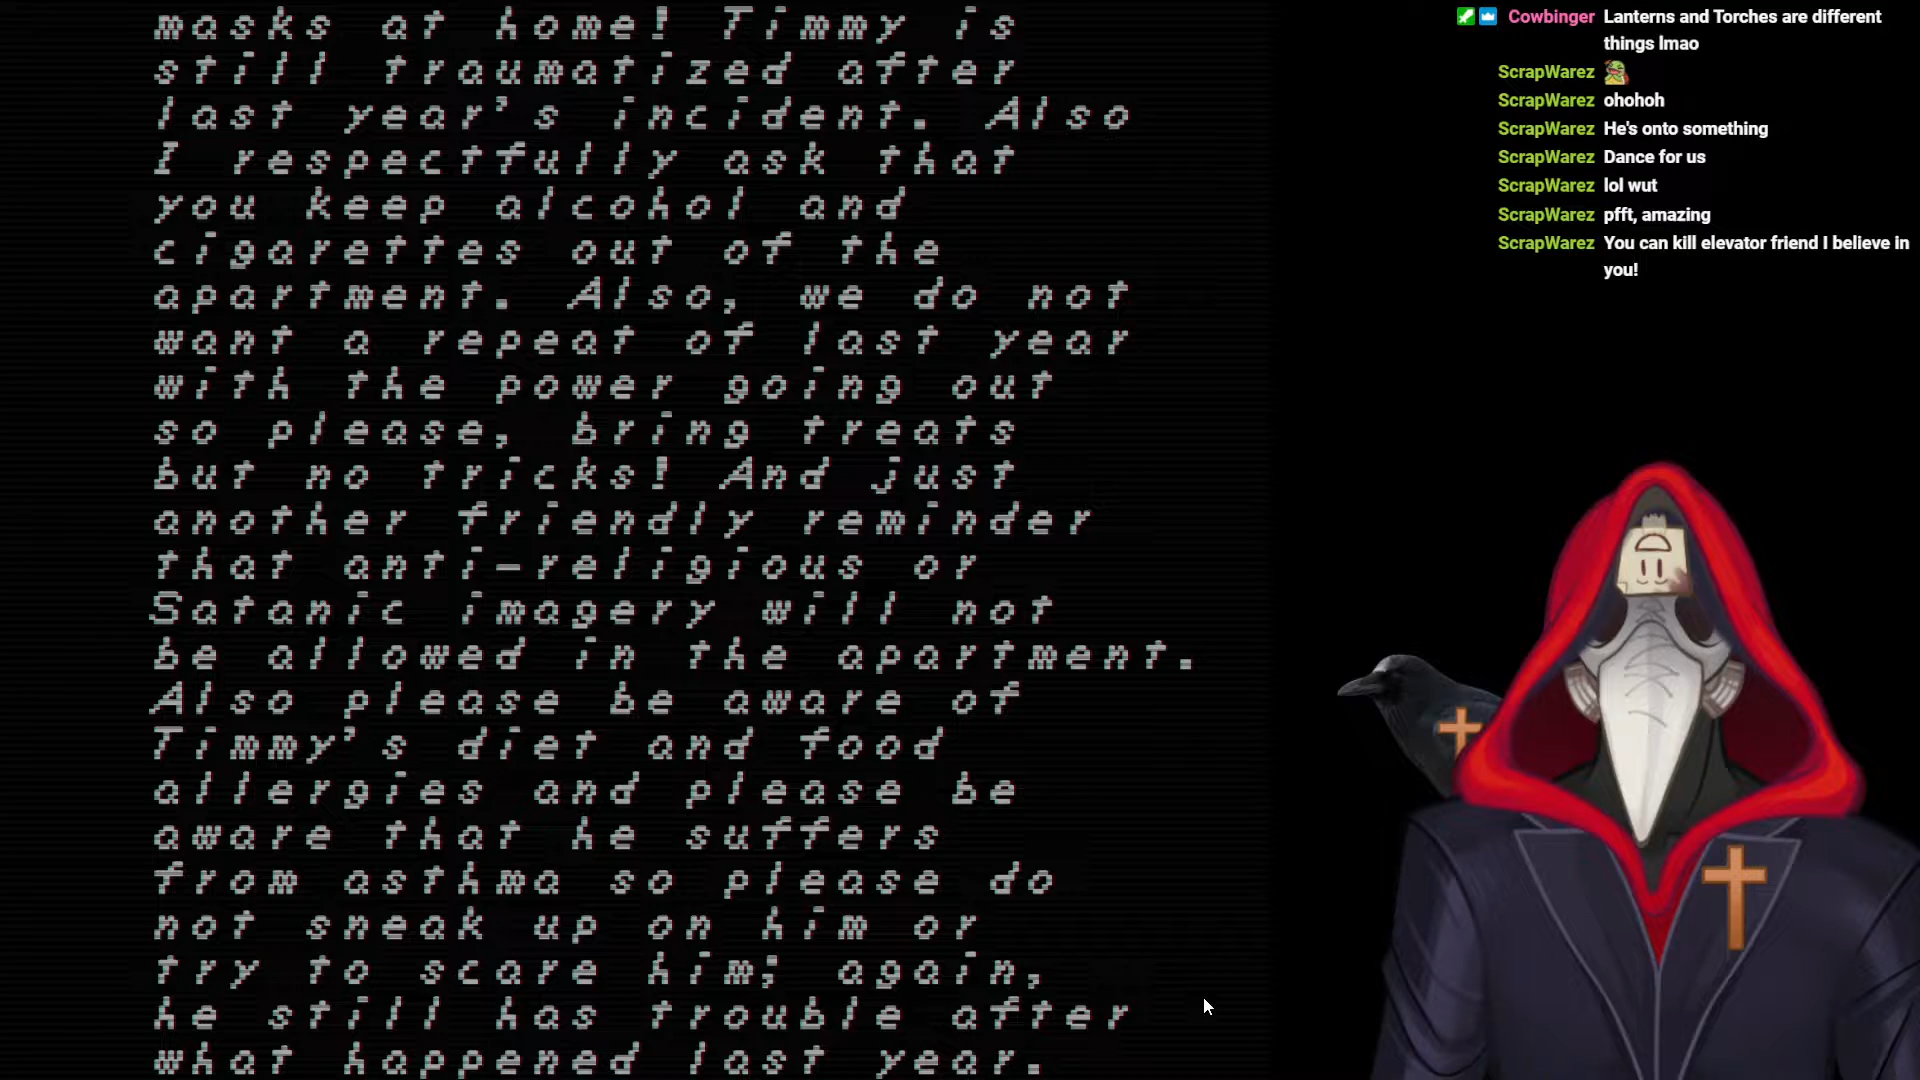 masks at home! Timmy is
still traumatized after
last year's incident. Also
I respectfully ask that
you keep alcohol and
cigarettes out of the
apartment. Also, we do not
want a repeat of last year
with the power going out
so please, bring treats
but no tricks! And just
another friendly reminder
that anti-religious or
Satanic imagery will not
be allowed in the apartment.
Also please be aware of
Timmy's diet and food
allergies and please be
aware that he suffers
from asthma so please do
not sneak up on him or
try to scare him; again,
he still has trouble after
what happened last year.
Cowbinger Lanterns and Torches are different
things lmao
ScrapWarez
ScrapWarez ohohoh
ScrapWarez He's onto something
ScrapWarez Dance for us
ScrapWarez lol wut
ScrapWarez pfft, amazing
ScrapWarez You can kill elevator friend I believe in
you!